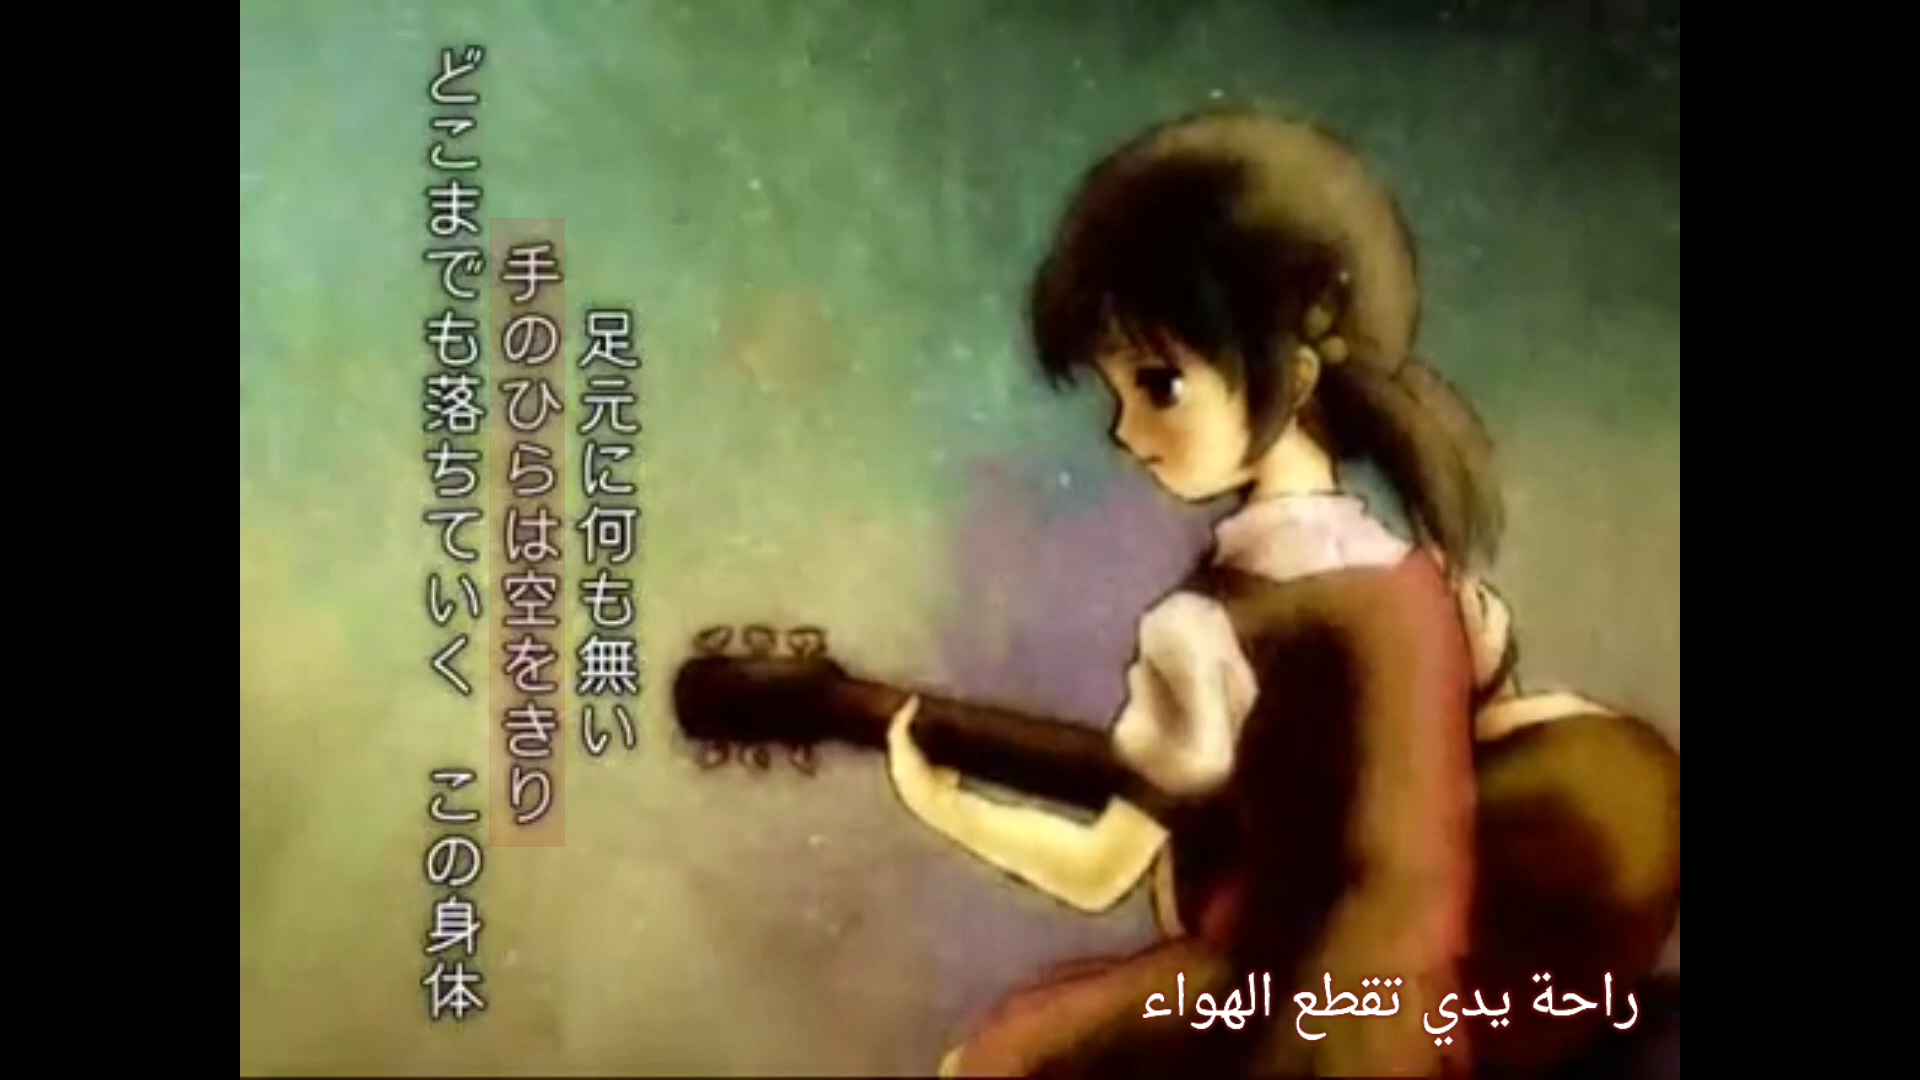 足元に何も無い
手のひらは空をきり
どこまでも落ちていく　この身体
راحة يدي تقطع الهواء